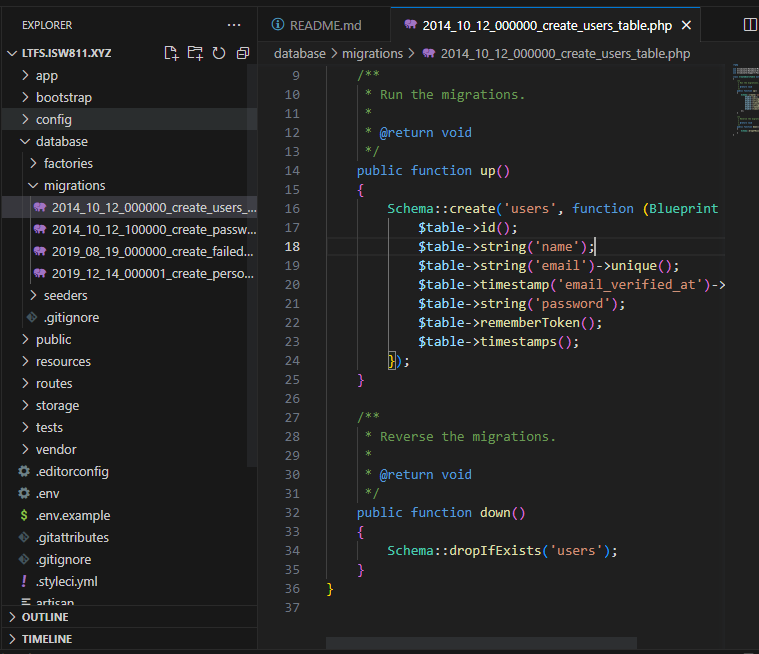 EXPLORER
LTFS.ISW811.XYZ
app
bootstrap
config
database
factories
migrations
2014_10_12_000000_create_users_...
2014_10_12_100000_create_passw...
2019_08_19_000000_create_failed...
2019_12_14_000001_create_perso...
seeders
.gitignore
public
resources
routes
storage
tests
vendor
.editorconfig
.env
.env.example
.gitattributes
.gitignore
.styleci.yml
artisan
OUTLINE
TIMELINE
README.md
2014_10_12_000000_create_users_table.php
database > migrations > 2014_10_12_000000_create_users_table.php
9 /**
10 * Run the migrations.
11 *
12 * @return void
13 */
14 public function up()
15 {
16 Schema::create('users', function (Blueprint
17 $table->id();
18 $table->string('name');
19 $table->string('email')->unique();
20 $table->timestamp('email_verified_at')->
21 $table->string('password');
22 $table->rememberToken();
23 $table->timestamps();
24 });
25 }
26
27 /**
28 * Reverse the migrations.
29 *
30 * @return void
31 */
32 public function down()
33 {
34 Schema::dropIfExists('users');
35 }
36 }
37